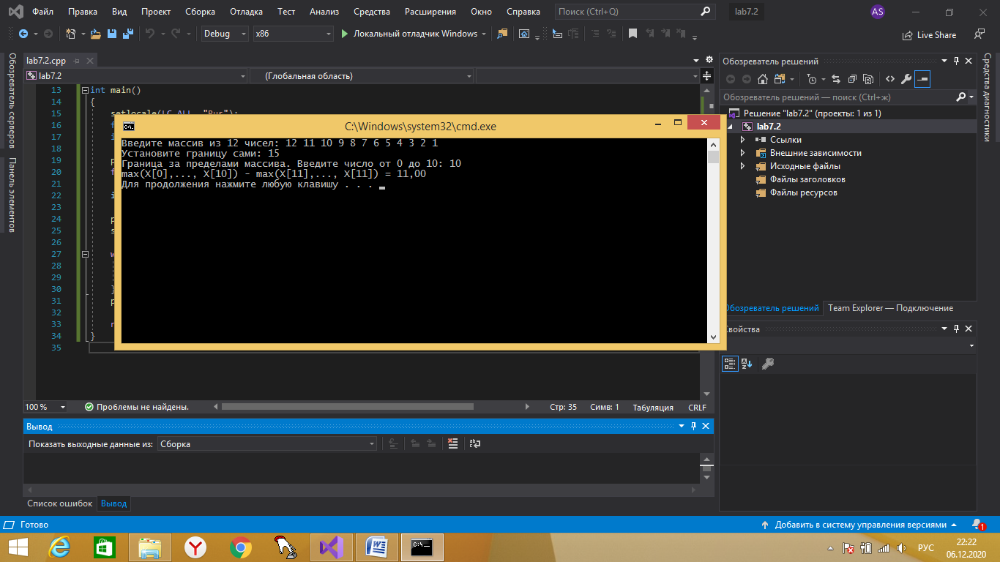 Файл Правка Вид Проект Сборка Отладка Тест Анализ Средства Расширения Окно Справка Поиск (Ctrl+Q) lab7.2 AS
Debug x86 Локальный отладчик Windows Live Share
Обозреватель серверов
Панель элементов
lab7.2.cpp
lab7.2 (Глобальная область)
13 int main()
14 {
15 setlocale(LC_ALL, "Rus");
16 f
17 i
18
19 p
20 f
21
22 i
23
24 p
25 s
26
27 w
28
29
30 }
31 p
32
33 r
34 }
35
C:\Windows\system32\cmd.exe
Введите массив из 12 чисел: 12 11 10 9 8 7 6 5 4 3 2 1
Установите границу сами: 15
Граница за пределами массива. Введите число от 0 до 10: 10
max(X[0],..., X[10]) - max(X[11],..., X[11]) = 11,00
Для продолжения нажмите любую клавишу . . .
100 % Проблемы не найдены. Стр: 35 Симв: 1 Табуляция CRLF
Вывод
Показать выходные данные из: Сборка
Список ошибок Вывод
Обозреватель решений
Обозреватель решений — поиск (Ctrl+ж)
Решение "lab7.2" (проекты: 1 из 1)
lab7.2
Ссылки
Внешние зависимости
Исходные файлы
Файлы заголовков
Файлы ресурсов
Обозреватель решений Team Explorer — Подключение
войства
Средства диагностики
Готово Добавить в систему управления версиями 1
РУС 22:22
06.12.2020